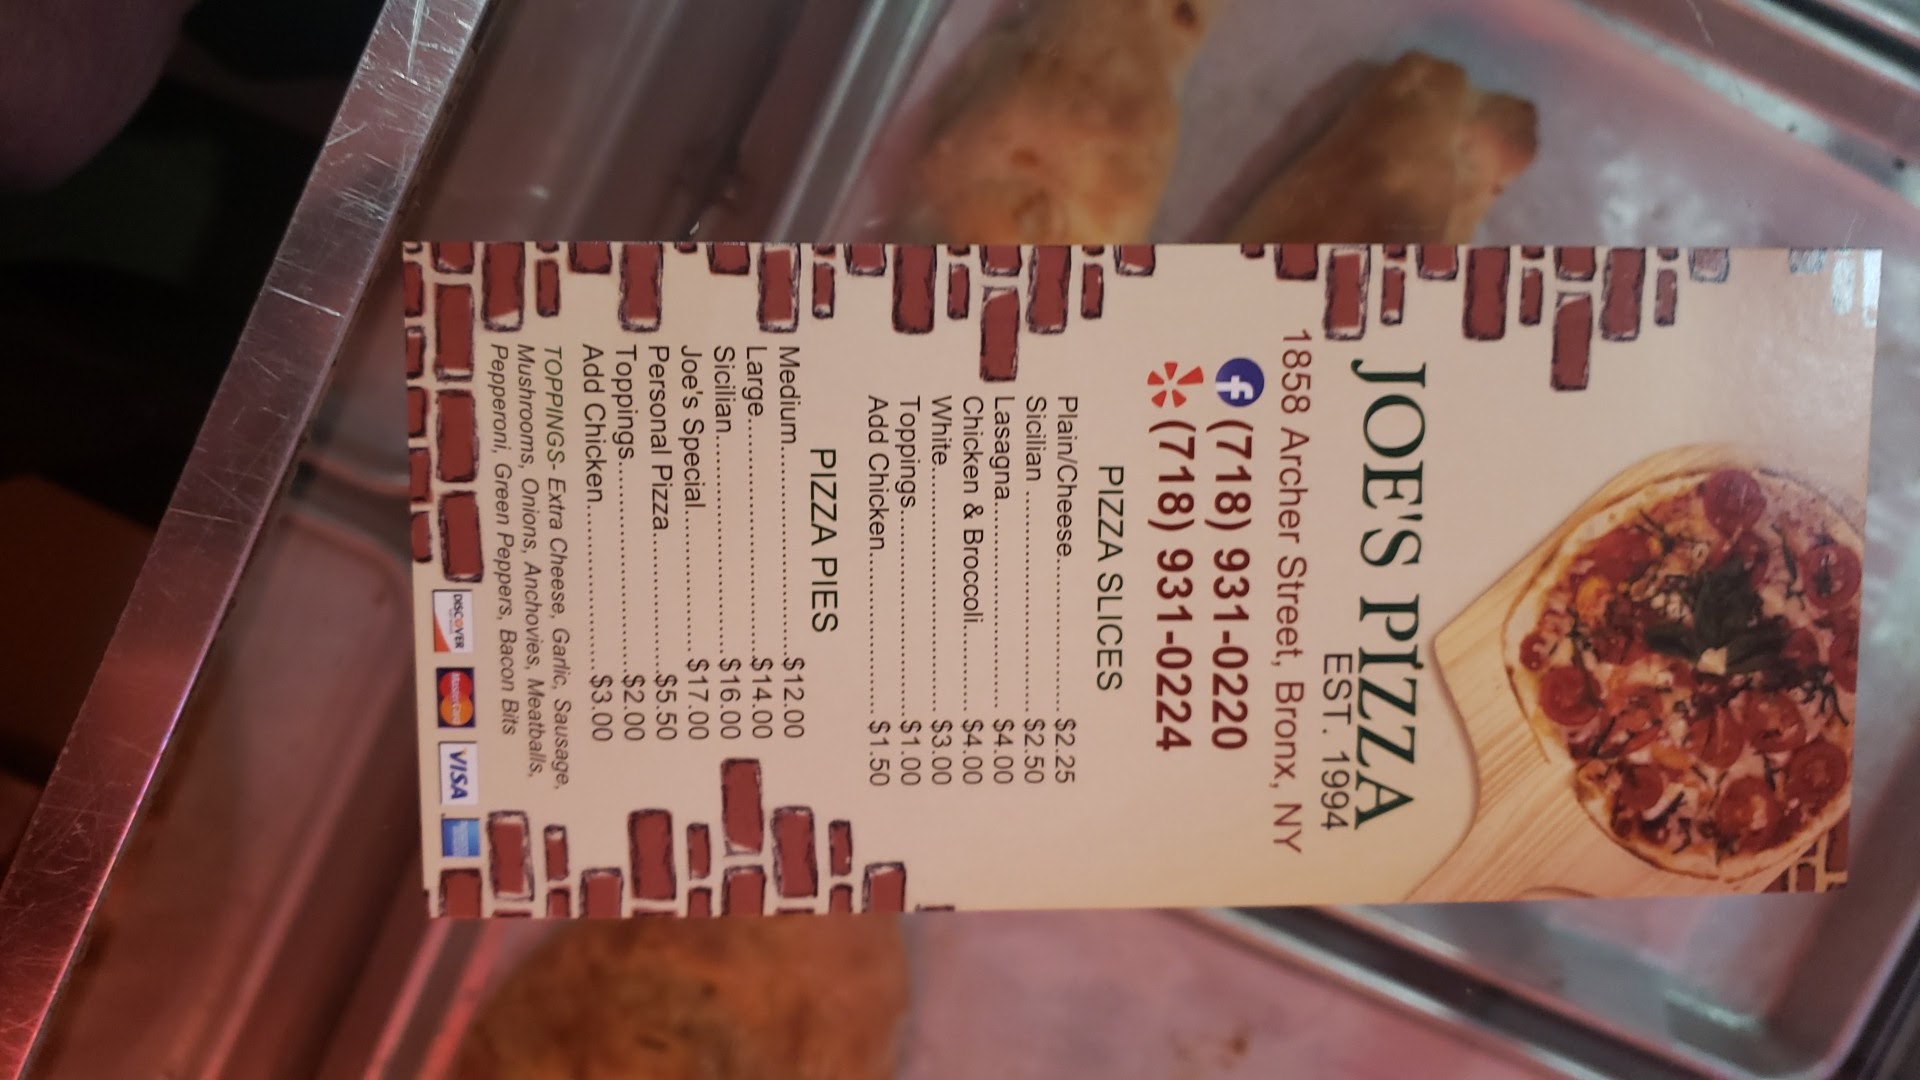 JOE'S PIZZA
EST. 1994
1858 Archer Street, Bronx, NY
(718) 931-0220
(718) 931-0224
PIZZA SLICES
Plain/Cheese................ $2.25
Sicilian ........................ $2.50
Lasagna...................... $4.00
Chicken & Broccoli......... $4.00
White........................... $3.00
Toppings..................... $1.00
Add Chicken................. $1.50
PIZZA PIES
Medium.......................$12.00
Large..........................$14.00
Sicilian........................ $16.00
Joe's Special................ $17.00
Personal Pizza...............$5.50
Toppings......................$2.00
Add Chicken..................$3.00
TOPPINGS- Extra Cheese, Garlic, Sausage,
Mushrooms, Onions, Anchovies, Meatballs,
Pepperoni, Green Peppers, Bacon Bits
DISCOVER MasterCard VISA